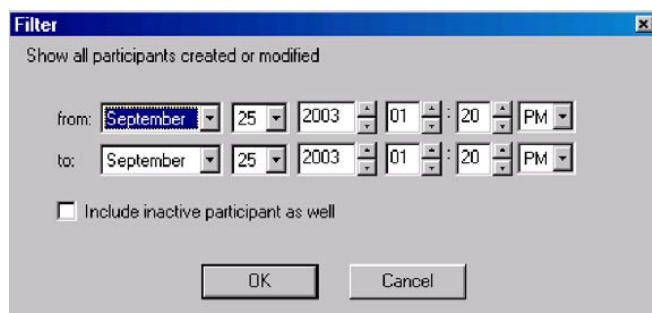 Filter
Show all participants created or modified
from: September 25 2003 01 : 20 PM
to: September 25 2003 01 : 20 PM
Include inactive participant as well
OK Cancel